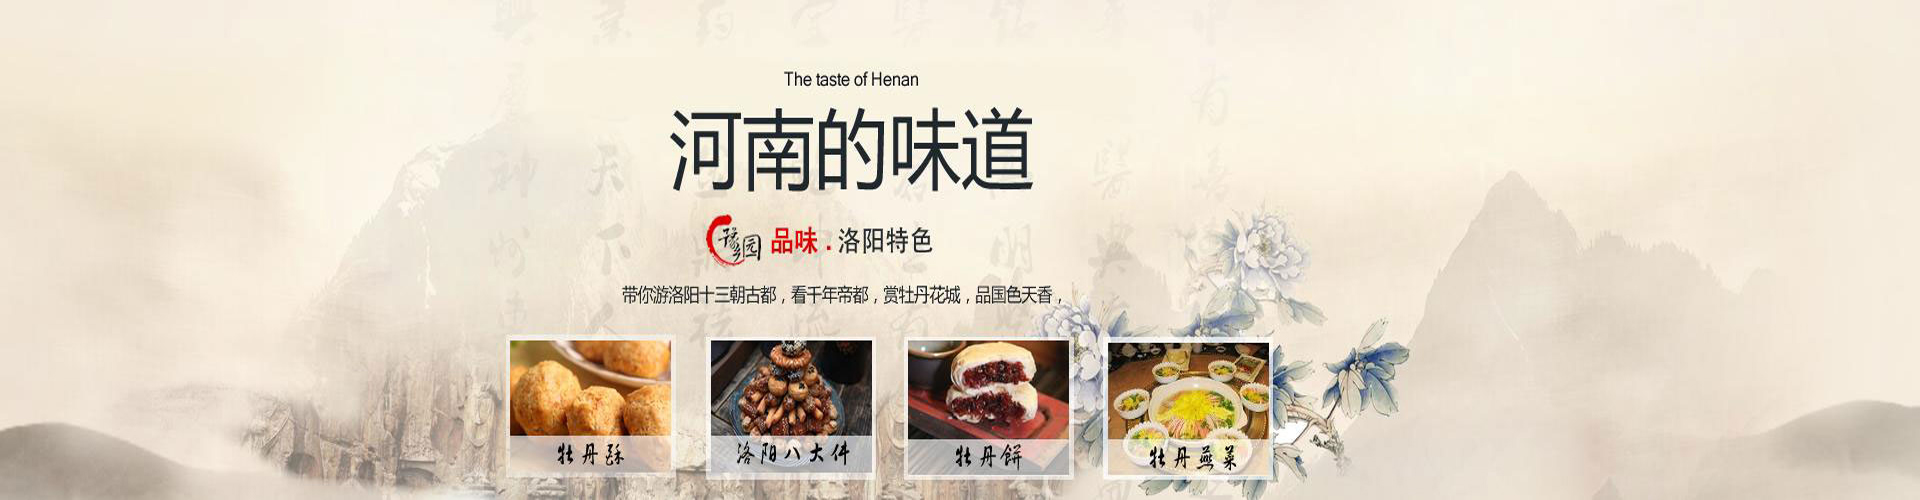 The taste of Henan
河南的味道
豫园 品味.洛阳特色
带你游洛阳十三朝古都，看千年帝都，赏牡丹花城，品国色天香，
牡丹酥
洛阳八大件
牡丹餅
牡丹燕菜